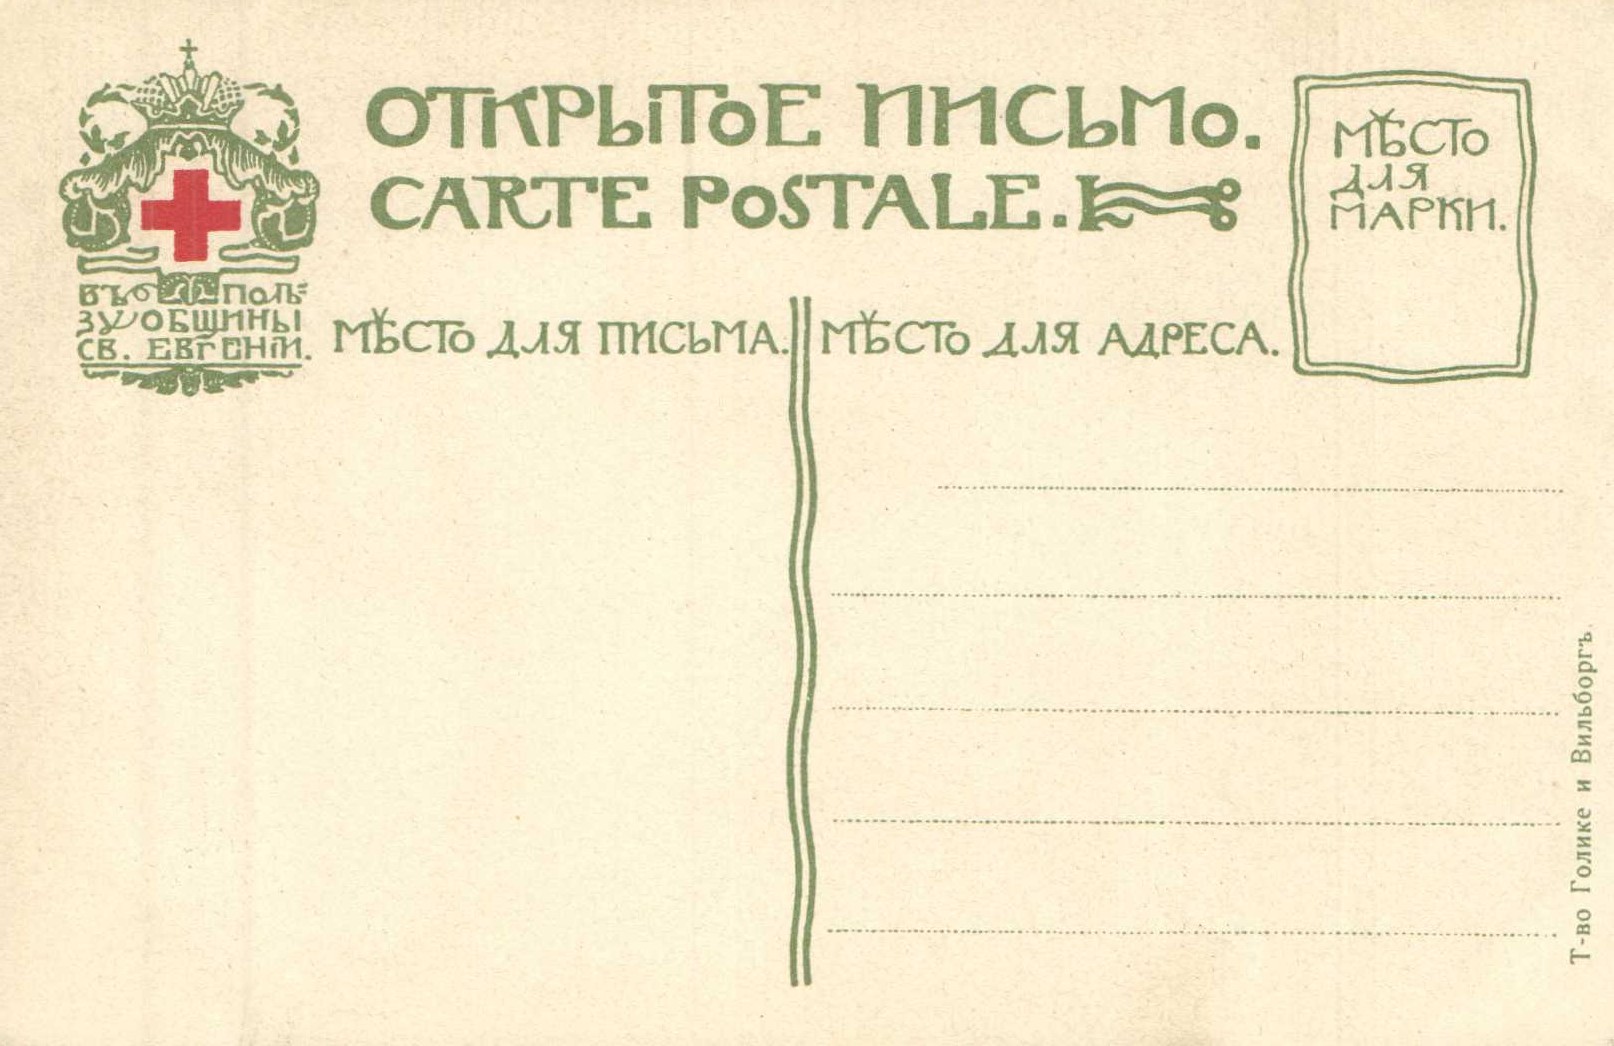 ОТКРЫТОЕ ПИСЬМО.
CARTE POSTALE.
МѢСТО
ДЛЯ
МАРКИ.
ВЪ ПОЛЬ=
ЗУ ОБЩИНЫ
СВ. ЕВГЕНІИ.
МѢСТО ДЛЯ ПИСЬМА.
МѢСТО ДЛЯ АДРЕСА.
Т-во Голике и Вильборгъ